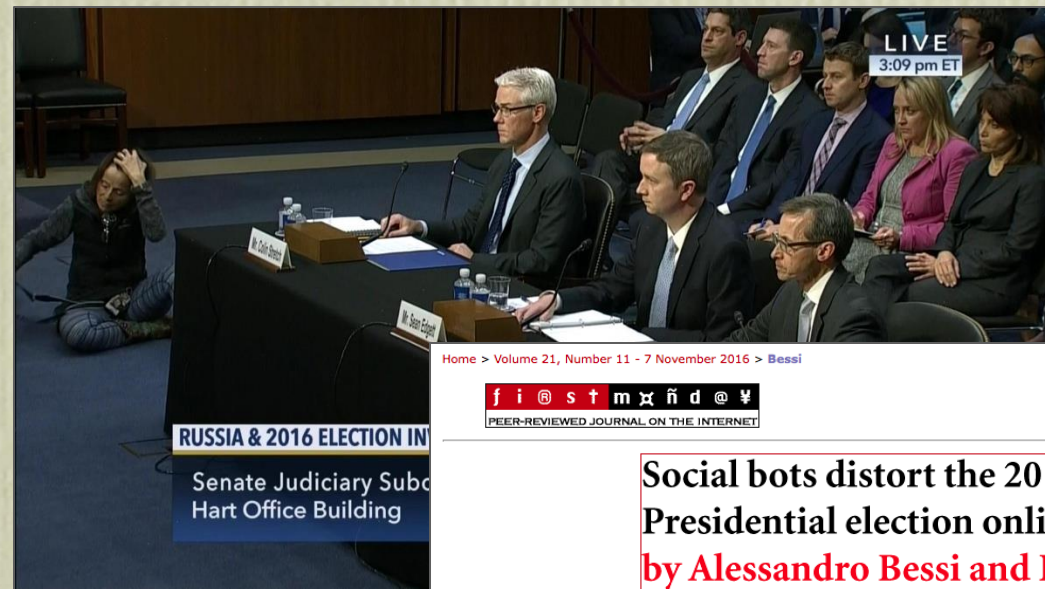 LIVE
3:09 pm ET
Mr. Colin Stretch
Mr. Sean Edgett
RUSSIA & 2016 ELECTION IN
Senate Judiciary Subc
Hart Office Building
Home > Volume 21, Number 11 - 7 November 2016 > Bessi
ƒ i ® s † m ¤ ñ d @ ¥
PEER-REVIEWED JOURNAL ON THE INTERNET
Social bots distort the 20
Presidential election onli
by Alessandro Bessi and